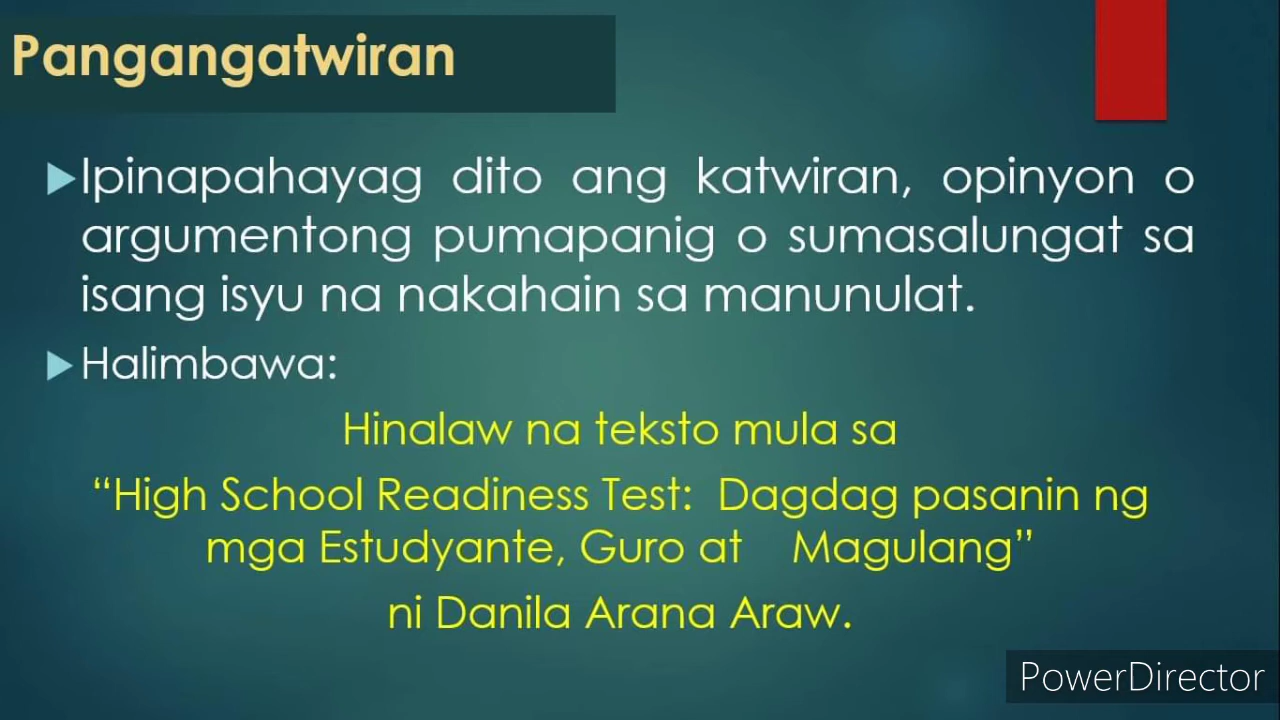 Pangangatwiran
Ipinapahayag dito ang katwiran, opinyon o
argumentong pumapanig o sumasalungat sa
isang isyu na nakahain sa manunulat.
Halimbawa:
Hinalaw na teksto mula sa
“High School Readiness Test: Dagdag pasanin ng
mga Estudyante, Guro at Magulang”
ni Danila Arana Araw.
PowerDirector